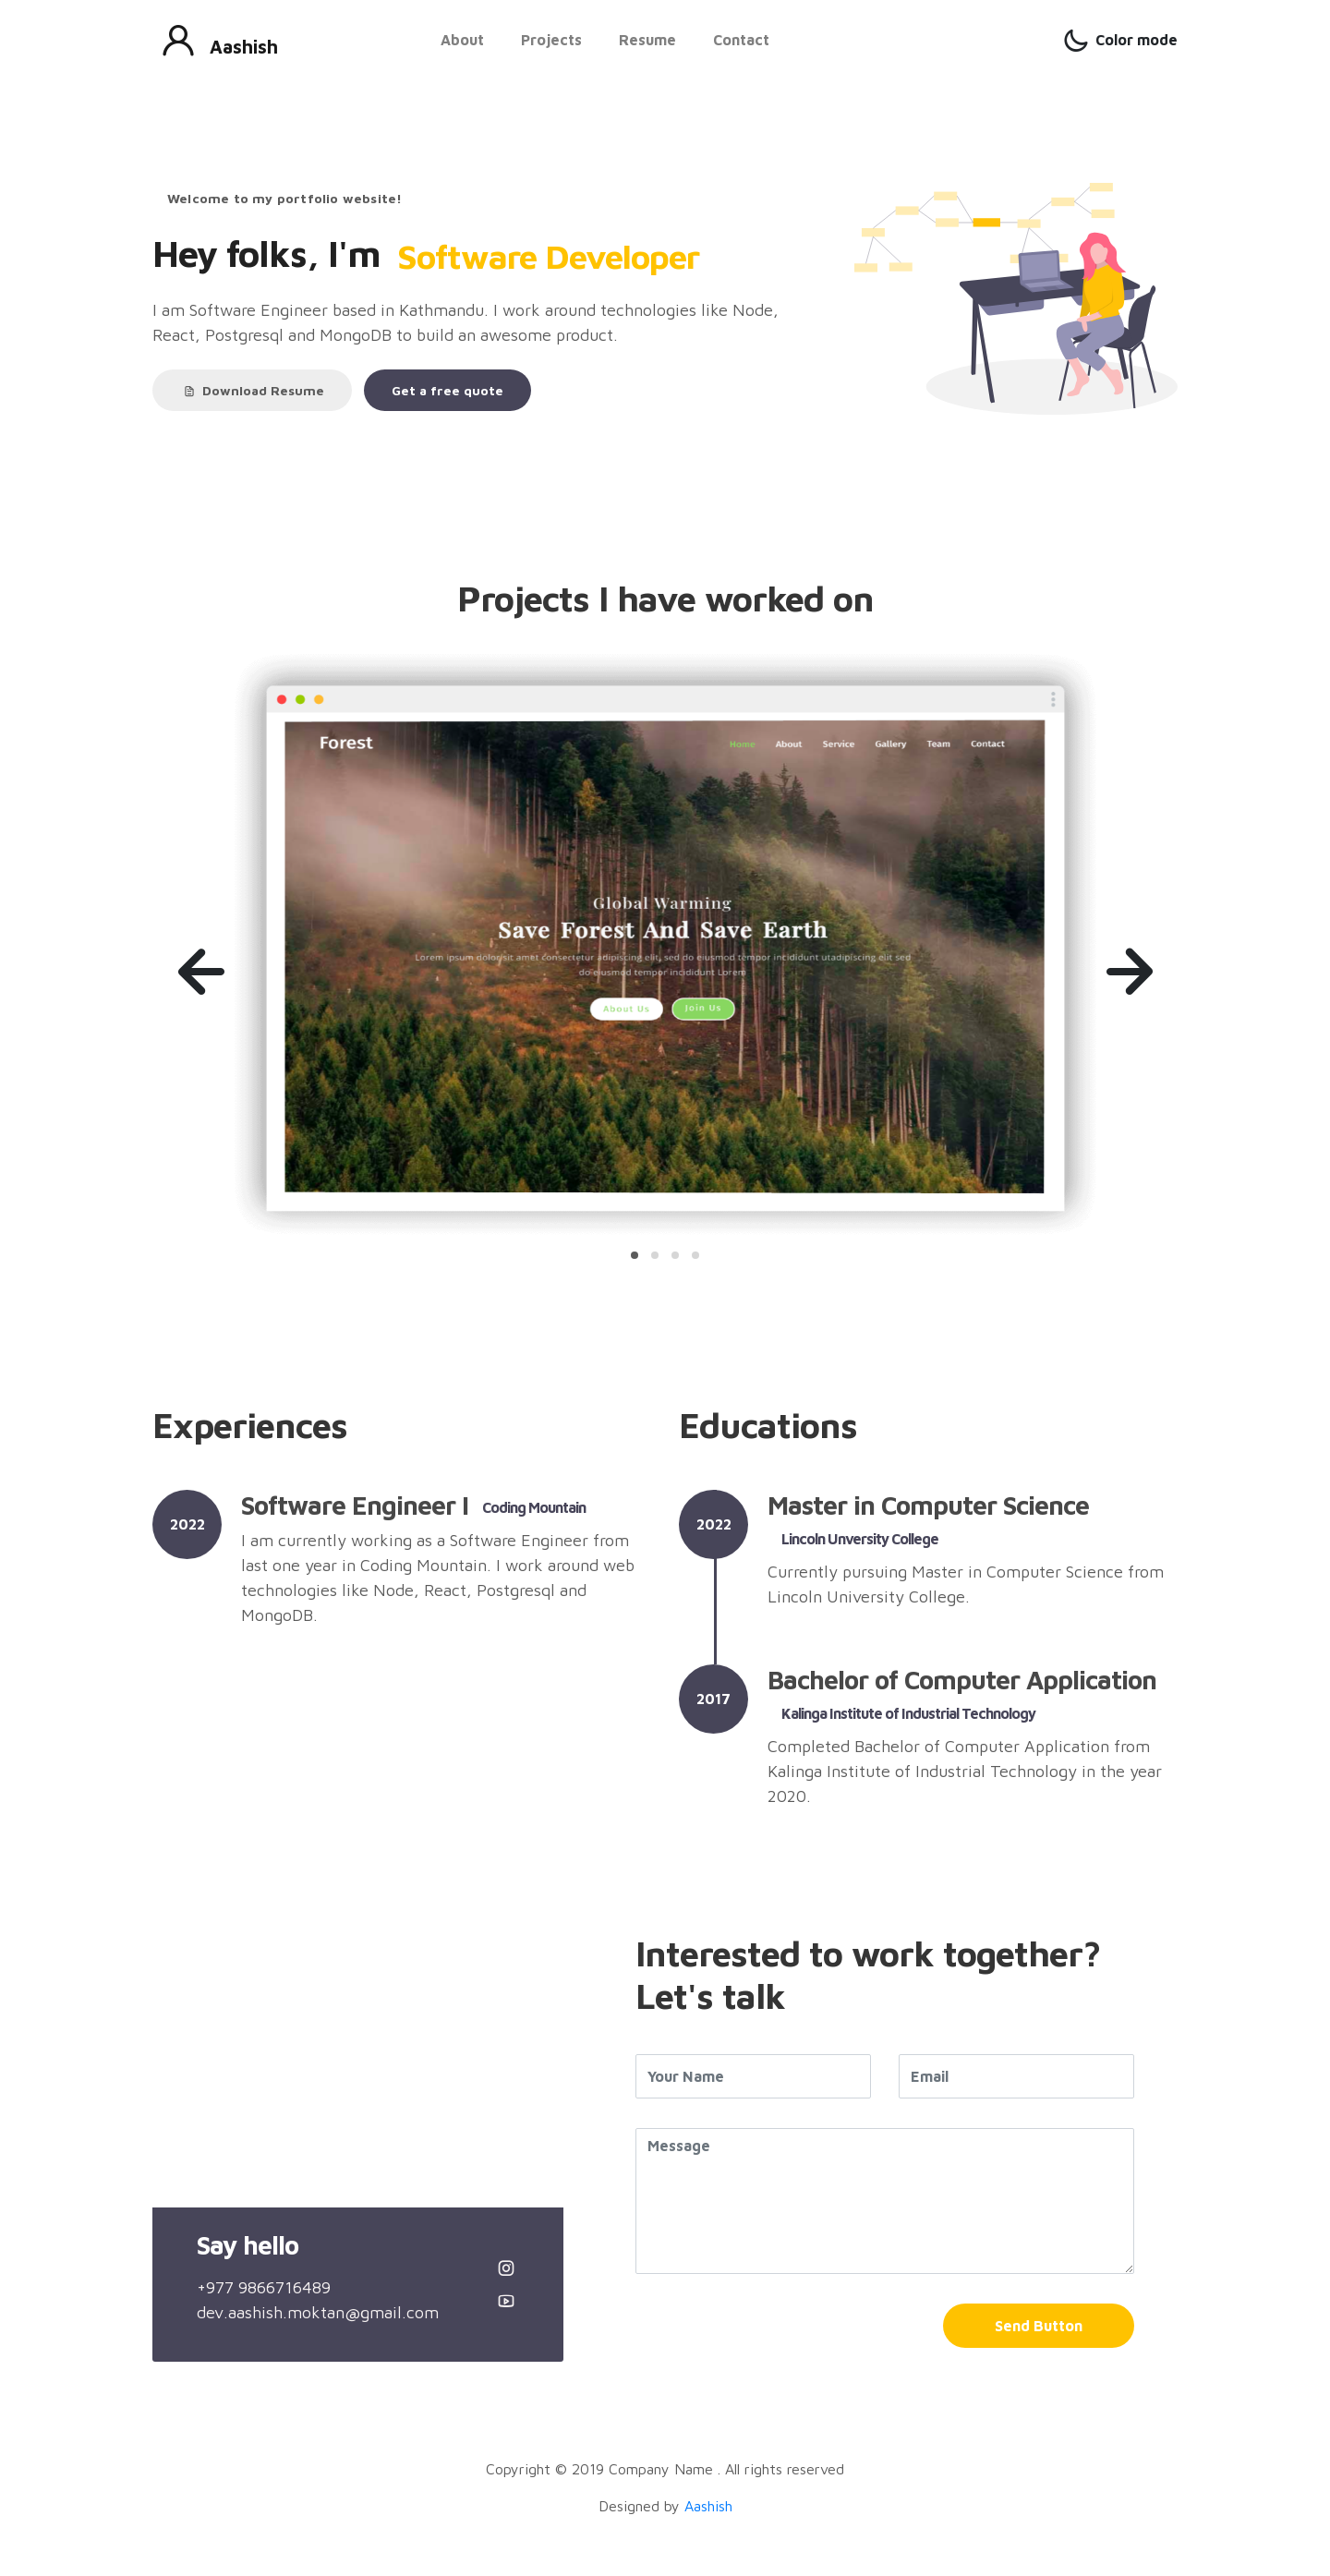 Aashish
About Projects Resume Contact
Color mode
Welcome to my portfolio website!
Hey folks, I'm Software Developer
I am Software Engineer based in Kathmandu. I work around technologies like Node,
React, Postgresql and MongoDB to build an awesome product.
Download Resume
Get a free quote
Projects I have worked on
Forest
Home About Service Gallery Team Contact
Global Warming
Save Forest And Save Earth
Lorem ipsum dolor sit amet consectetur adipiscing elit, sed do eiusmod tempor incididunt utadipiscing elit sed
do eiusmod tempor incididunt Lorem
About Us
Join Us
Experiences
2022
Software Engineer I Coding Mountain
I am currently working as a Software Engineer from
last one year in Coding Mountain. I work around web
technologies like Node, React, Postgresql and
MongoDB.
Educations
2022
Master in Computer Science
Lincoln Unversity College
Currently pursuing Master in Computer Science from
Lincoln University College.
2017
Bachelor of Computer Application
Kalinga Institute of Industrial Technology
Completed Bachelor of Computer Application from
Kalinga Institute of Industrial Technology in the year
2020.
Interested to work together?
Let's talk
Your Name
Email
Message
Send Button
Say hello
+977 9866716489
dev.aashish.moktan@gmail.com
Copyright © 2019 Company Name . All rights reserved
Designed by Aashish